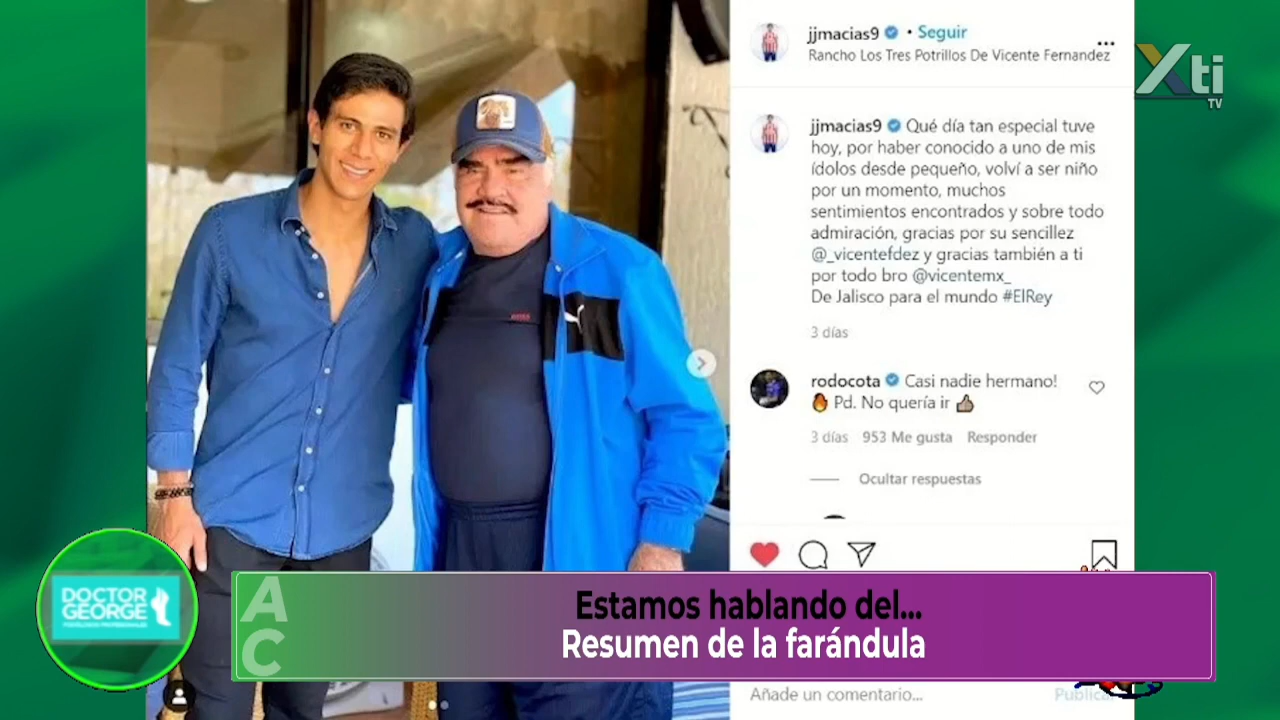 jjmacias9 • Seguir
Rancho Los Tres Potrillos De Vicente Fernandez
Xti
TV
jjmacias9 Qué día tan especial tuve
hoy, por haber conocido a uno de mis
ídolos desde pequeño, volví a ser niño
por un momento, muchos
sentimientos encontrados y sobre todo
admiración, gracias por su sencillez
@_vicentefdez y gracias también a ti
por todo bro @vicentemx_
De Jalisco para el mundo #ElRey
3 días
rodocota Casi nadie hermano!
🔥 Pd. No quería ir 👍
3 días 953 Me gusta Responder
Ocultar respuestas
DOCTOR
GEORGE
AC
Estamos hablando del...
Resumen de la farándula
Añade un comentario...